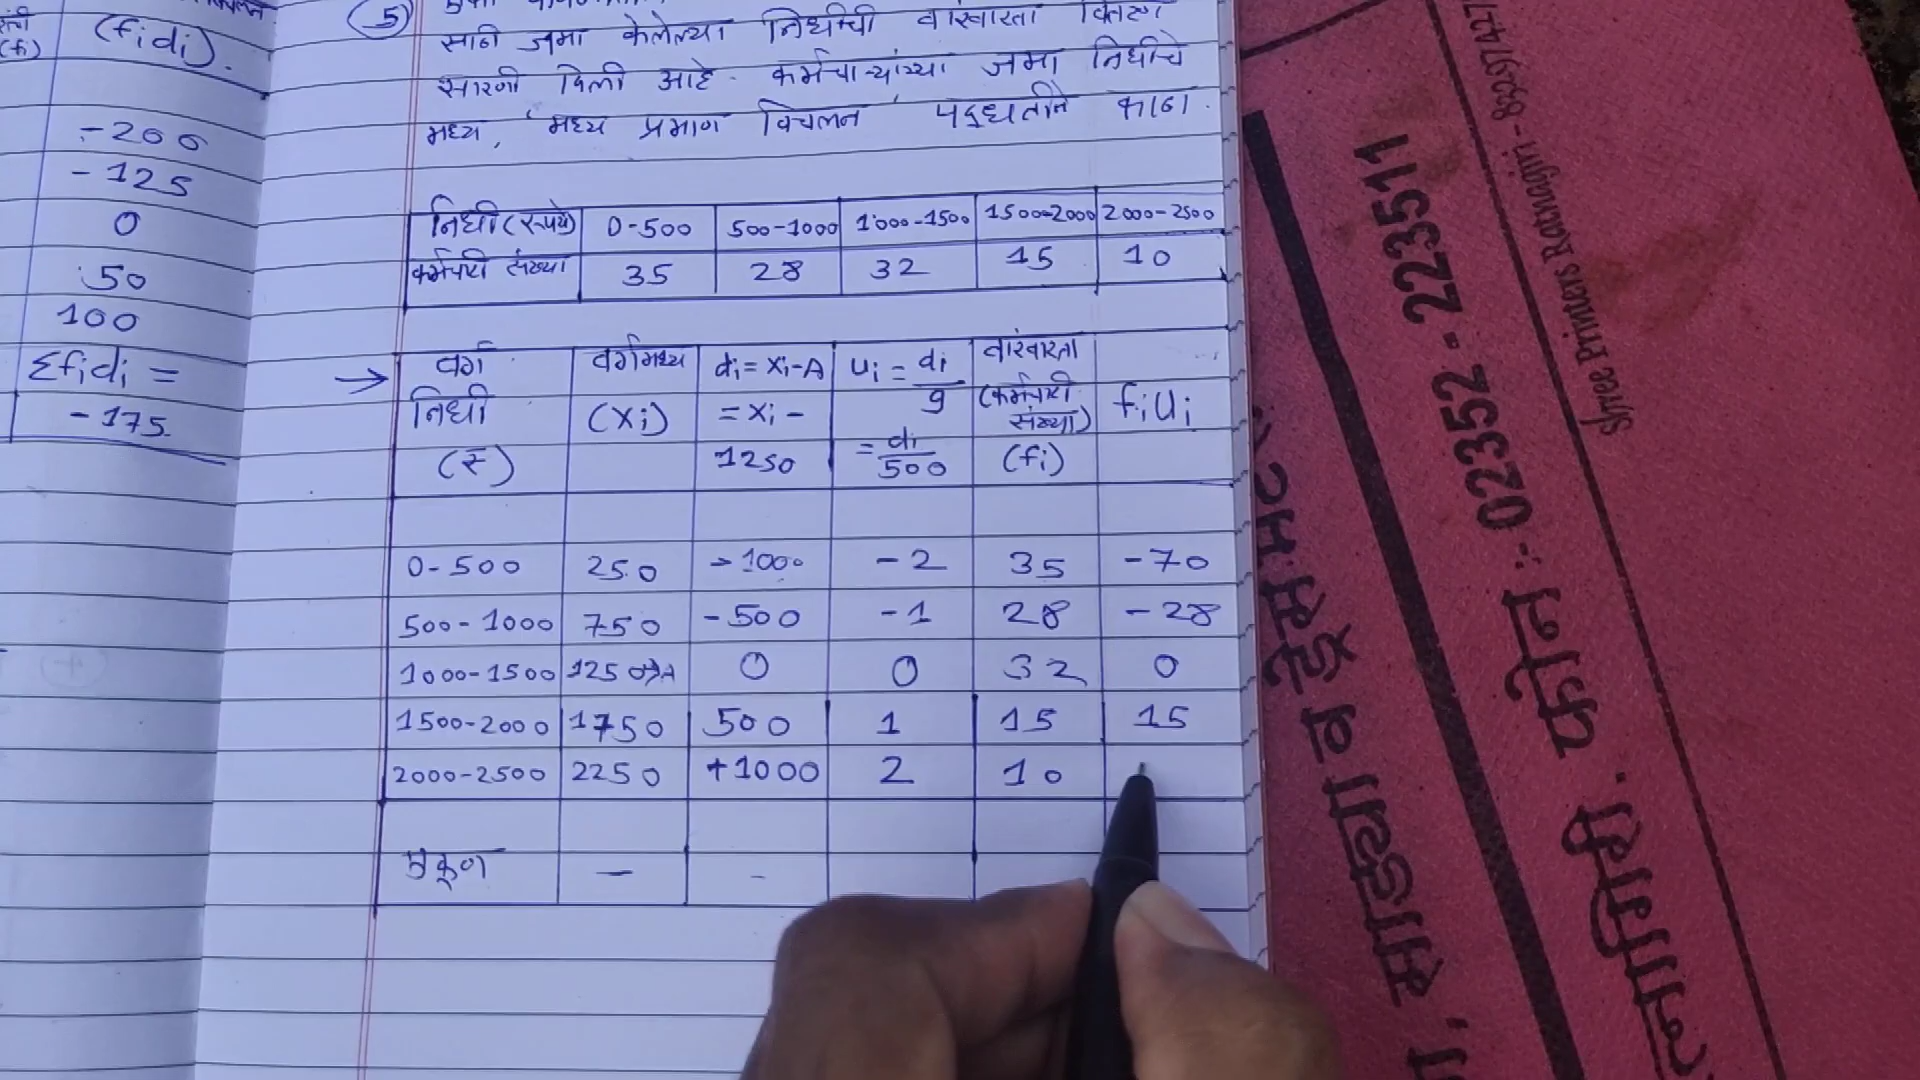 (fi)
(fidi).
-200
-125
0
50
100
Σfidi =
-175.
5)
साठी जमा केलेल्या निधीची वारंवारता वितरण
सारणी दिली आहे. कर्मचाऱ्यांच्या जमा निधीचे
मध्य, 'मध्य प्रमाण विचलन' पद्धतीने काढा.
निधी (रुपये) 0-500 500-1000 1000-1500 1500-2000 2000-2500
कर्मचारी संख्या 35 28 32 15 10
→ वर्ग वर्गमध्य di = xi-A ui = di/g वारंवारता
निधी (xi) = xi - (कर्मचारी संख्या) fiui
(₹) 1250 = di/500 (fi)
0-500 250 -1000 -2 35 -70
500-1000 750 -500 -1 28 -28
1000-1500 1250→A 0 0 32 0
1500-2000 1750 500 1 15 15
2000-2500 2250 +1000 2 10
एकूण — -
फोन :- 02352 - 223511
Shree Printers Ratnagiri -
साड्या व ड्रेस मट